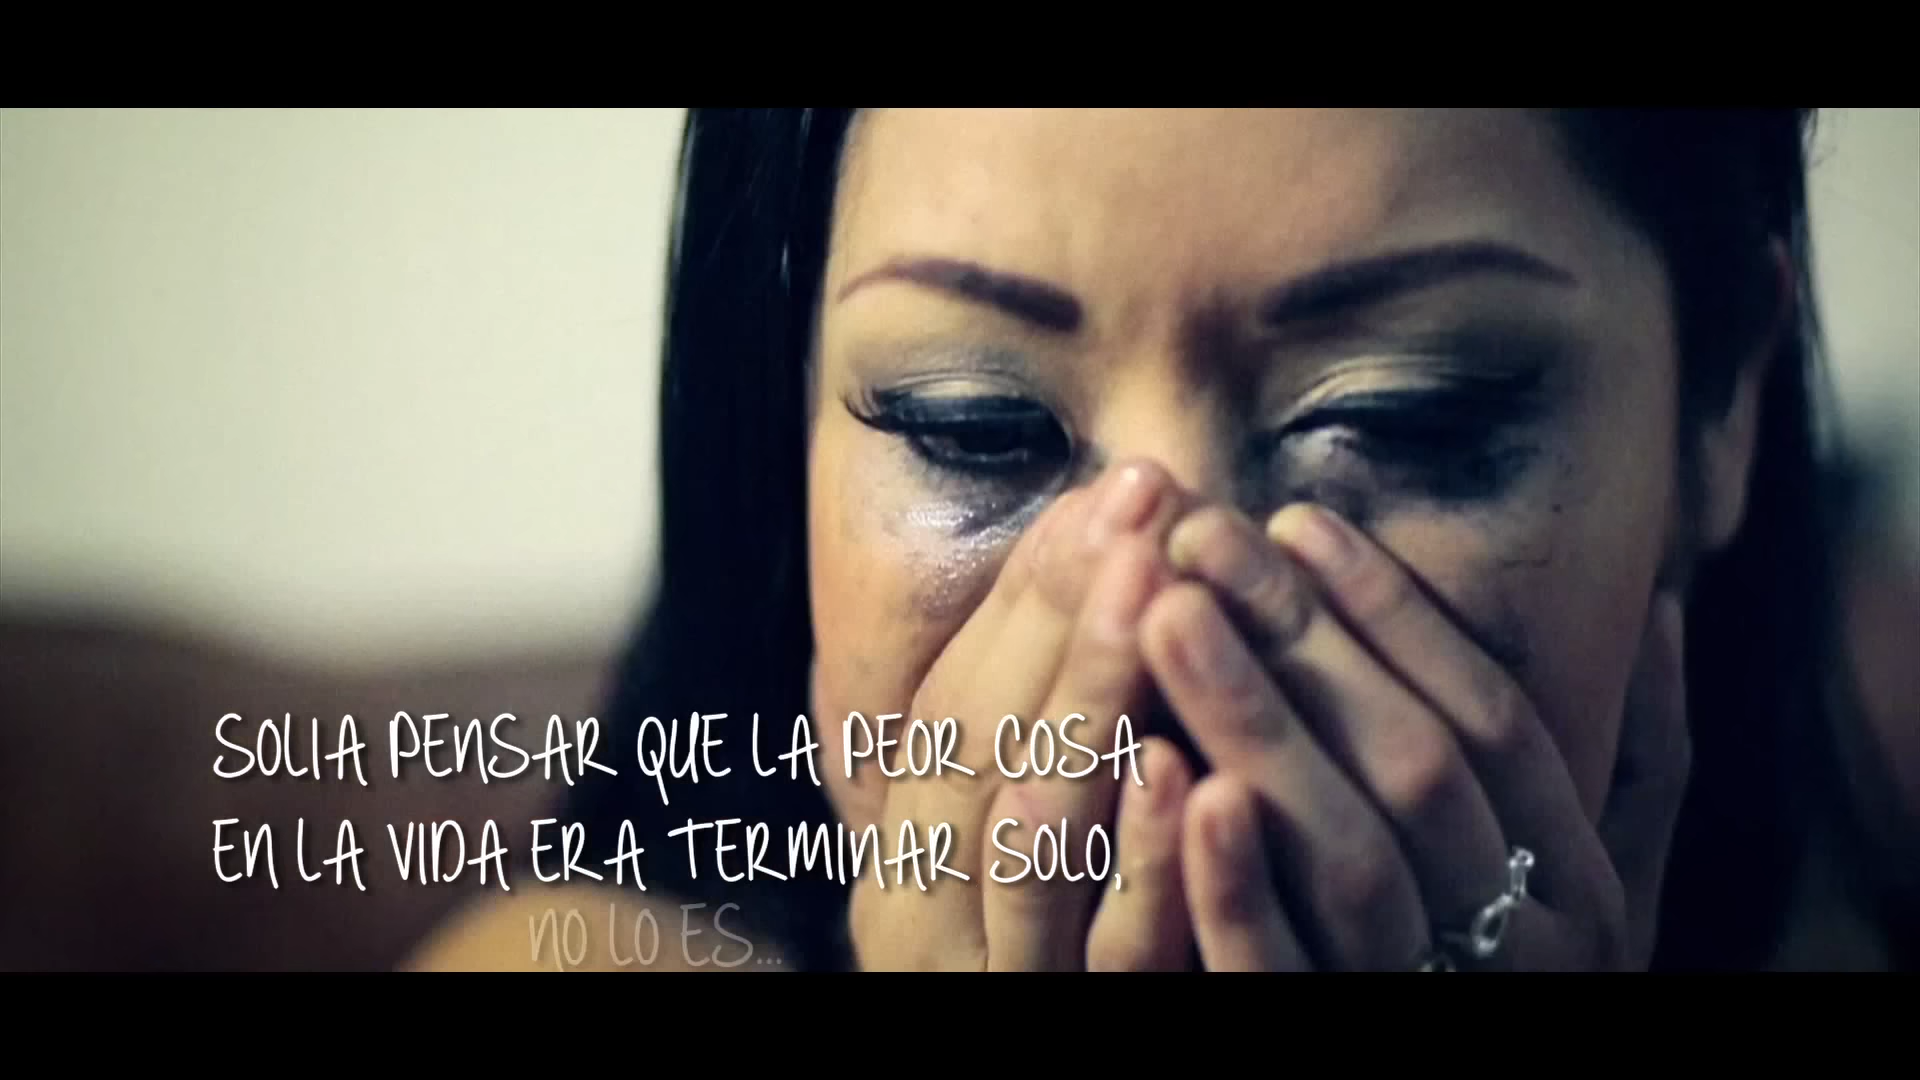 SOLIA PENSAR QUE LA PEOR COSA
EN LA VIDA ERA TERMINAR SOLO,
NO LO ES...